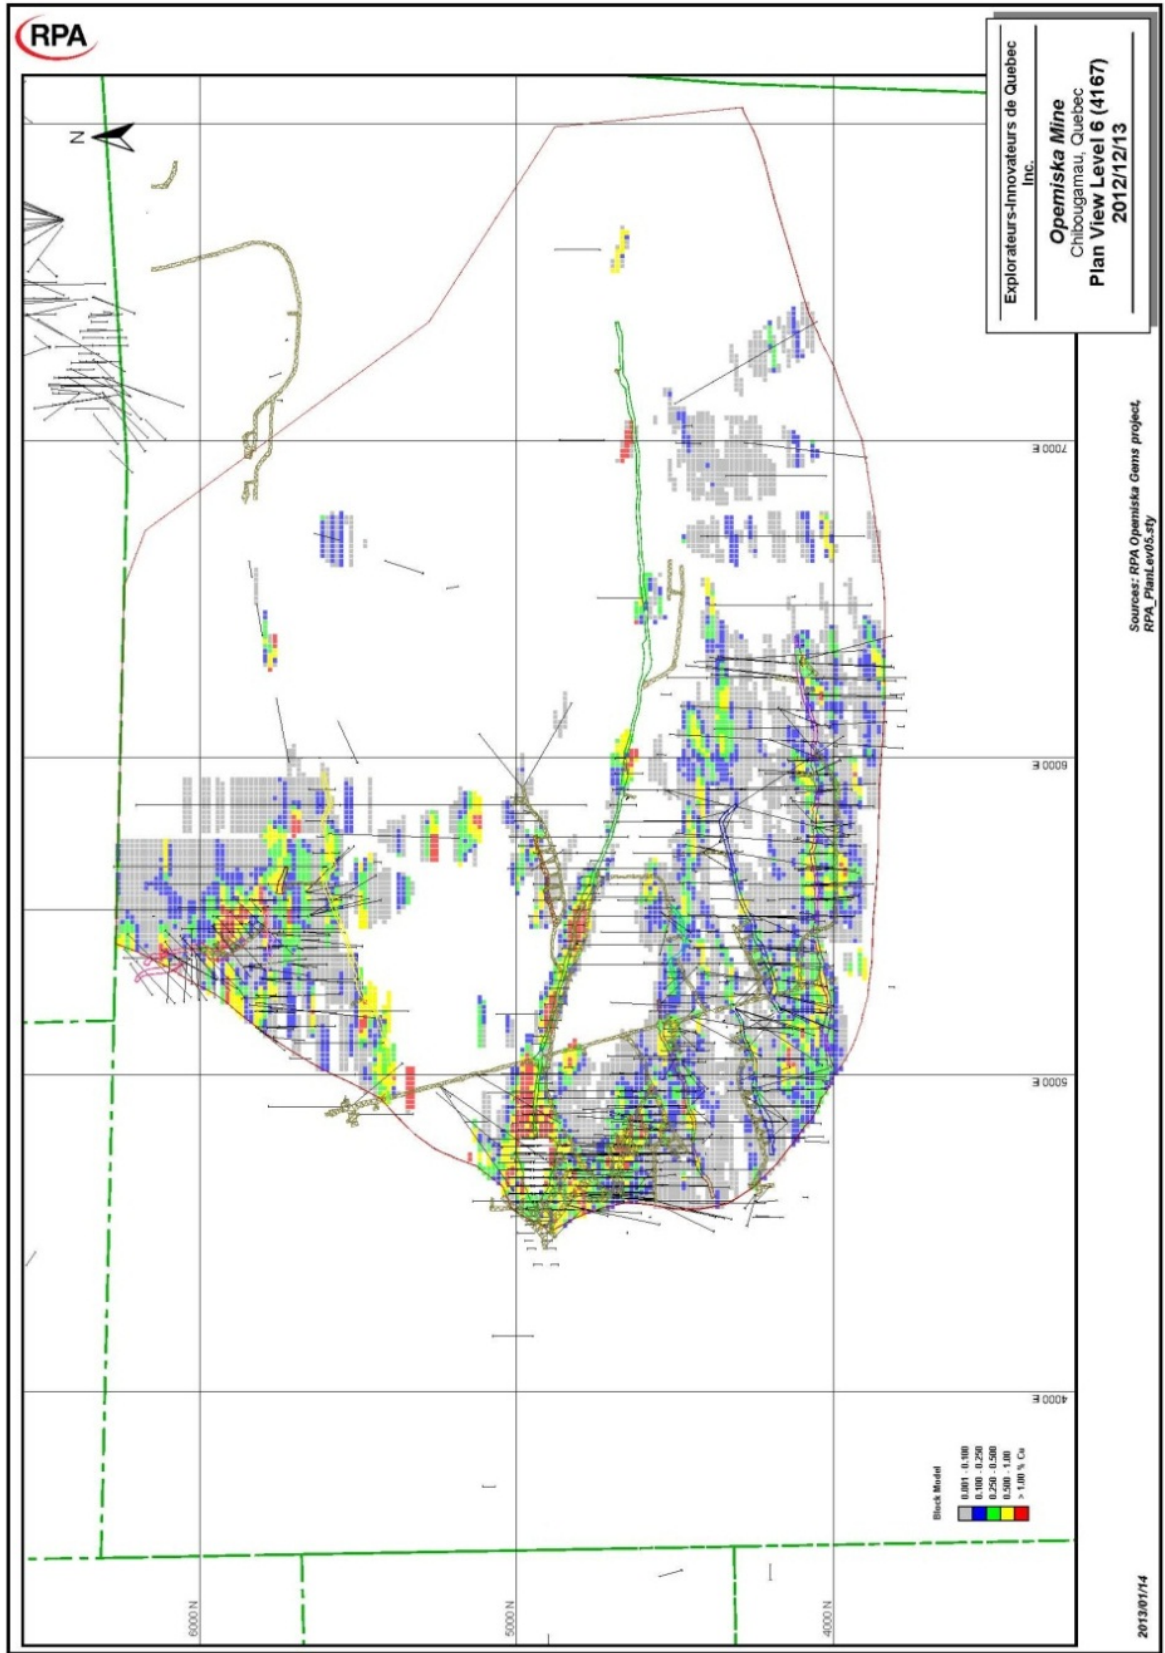 RPA
N
Explorateurs-Innovateurs de Quebec
Inc.
Opemiska Mine
Chibougamau, Quebec
Plan View Level 6 (4167)
2012/12/13
7000 E
6000 E
5000 E
4000 E
6000 N
5000 N
4000 N
Block Model
0.001 - 0.100
0.100 - 0.250
0.250 - 0.500
0.500 - 1.00
> 1.00 % Cu
Sources: RPA Opemiska Gems project,
RPA_PlanLev05.sty
2013/01/14